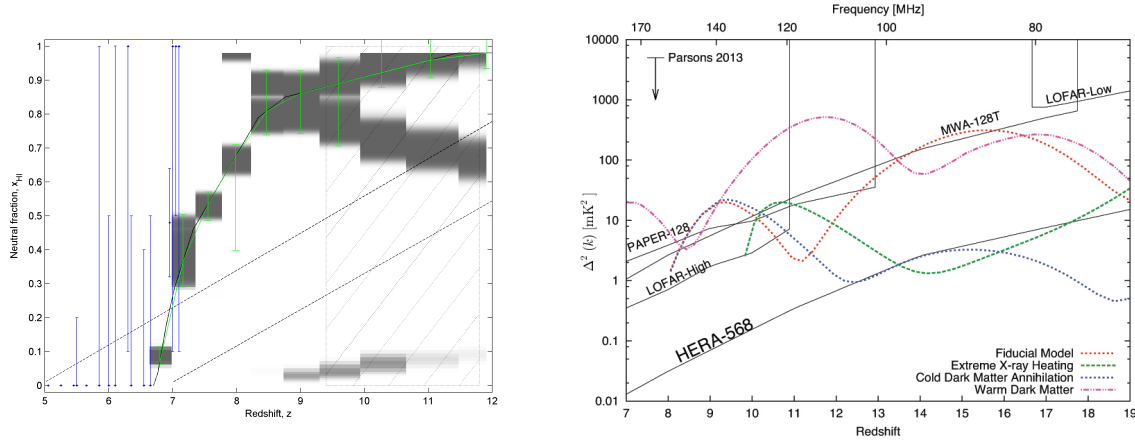 1
0.9
0.8
0.7
0.6
0.5
0.4
0.3
0.2
0.1
0
Neutral fraction, x_HI
5 6 7 8 9 10 11 12
Redshift, z
Frequency [MHz]
170 140 120 100 80
10000
1000
100
10
1
0.1
0.01
Δ² (k) [mK²]
Parsons 2013
LOFAR-Low
MWA-128T
PAPER-128
LOFAR-High
HERA-568
Fiducial Model
Extreme X-ray Heating
Cold Dark Matter Annihilation
Warm Dark Matter
7 8 9 10 11 12 13 14 15 16 17 18 19
Redshift